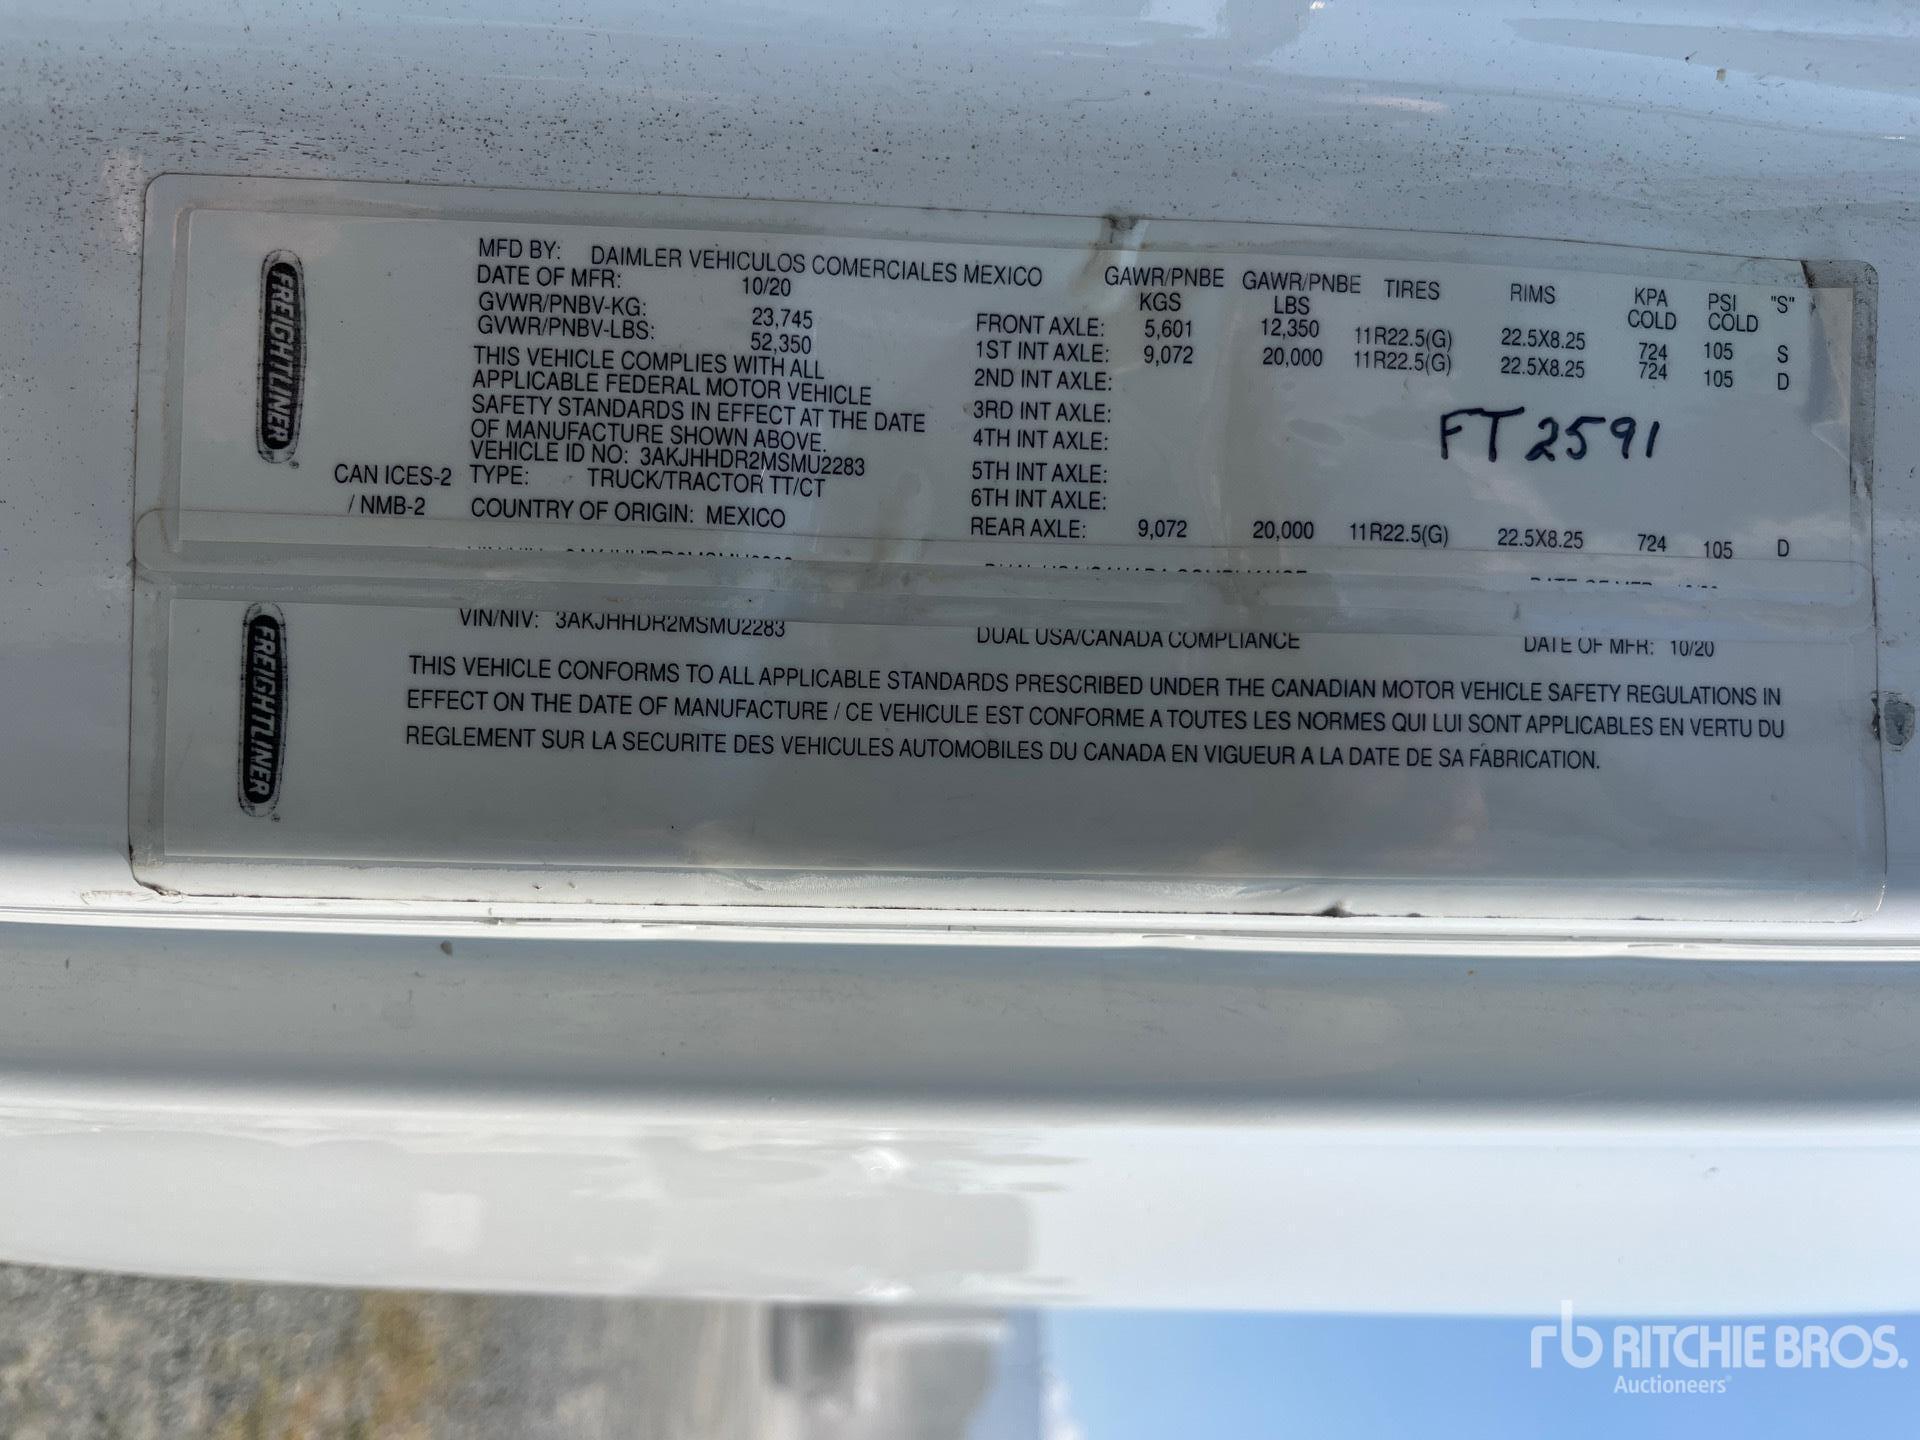 FREIGHTLINER
CAN ICES-2
/ NMB-2
MFD BY: DAIMLER VEHICULOS COMERCIALES MEXICO
DATE OF MFR: 10/20
GVWR/PNBV-KG: 23,745
GVWR/PNBV-LBS: 52,350
THIS VEHICLE COMPLIES WITH ALL
APPLICABLE FEDERAL MOTOR VEHICLE
SAFETY STANDARDS IN EFFECT AT THE DATE
OF MANUFACTURE SHOWN ABOVE.
VEHICLE ID NO: 3AKJHHDR2MSMU2283
TYPE: TRUCK/TRACTOR TT/CT
COUNTRY OF ORIGIN: MEXICO
GAWR/PNBE GAWR/PNBE TIRES RIMS KPA PSI "S"
KGS LBS COLD COLD
FRONT AXLE: 5,601 12,350 11R22.5(G) 22.5X8.25 724 105 S
1ST INT AXLE: 9,072 20,000 11R22.5(G) 22.5X8.25 724 105 D
2ND INT AXLE:
3RD INT AXLE:
4TH INT AXLE:
5TH INT AXLE:
6TH INT AXLE:
REAR AXLE: 9,072 20,000 11R22.5(G) 22.5X8.25 724 105 D
FT2591
FREIGHTLINER
VIN/NIV: 3AKJHHDR2MSMU2283 DUAL USA/CANADA COMPLIANCE DATE OF MFR: 10/20
THIS VEHICLE CONFORMS TO ALL APPLICABLE STANDARDS PRESCRIBED UNDER THE CANADIAN MOTOR VEHICLE SAFETY REGULATIONS IN
EFFECT ON THE DATE OF MANUFACTURE / CE VEHICULE EST CONFORME A TOUTES LES NORMES QUI LUI SONT APPLICABLES EN VERTU DU
REGLEMENT SUR LA SECURITE DES VEHICULES AUTOMOBILES DU CANADA EN VIGUEUR A LA DATE DE SA FABRICATION.
rb RITCHIE BROS.
Auctioneers